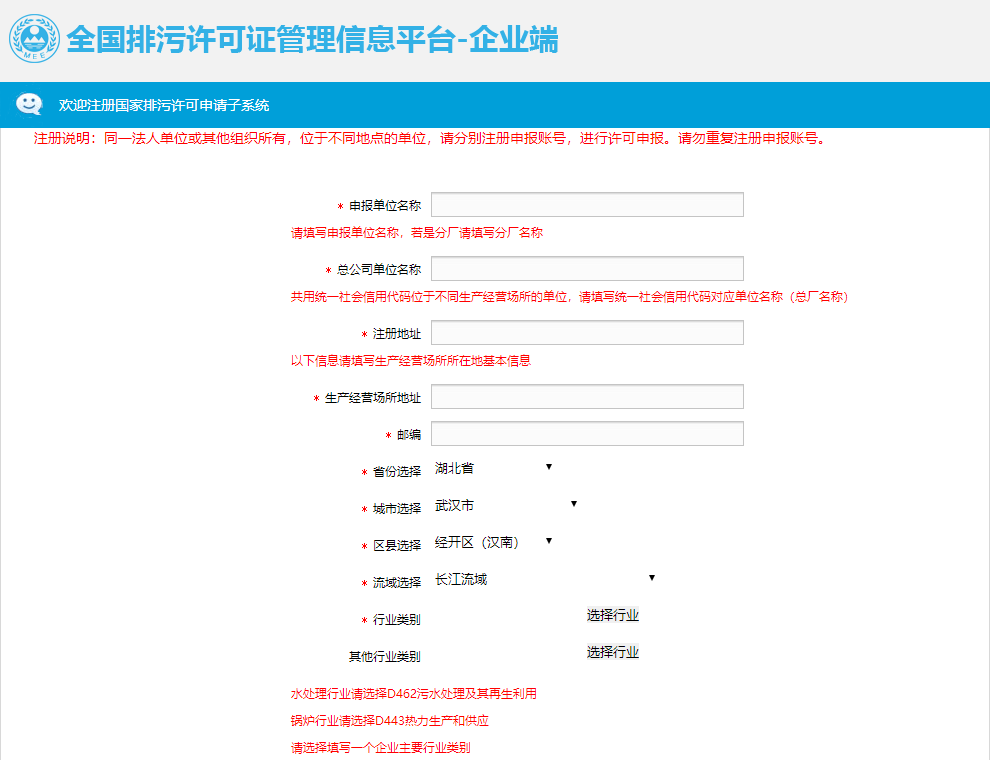 MEE
全国排污许可证管理信息平台-企业端
欢迎注册国家排污许可申请子系统
注册说明：同一法人单位或其他组织所有，位于不同地点的单位，请分别注册申报账号，进行许可申报。请勿重复注册申报账号。
* 申报单位名称
请填写申报单位名称，若是分厂请填写分厂名称
* 总公司单位名称
共用统一社会信用代码位于不同生产经营场所的单位，请填写统一社会信用代码对应单位名称（总厂名称）
* 注册地址
以下信息请填写生产经营场所所在地基本信息
* 生产经营场所地址
* 邮编
* 省份选择 湖北省
* 城市选择 武汉市
* 区县选择 经开区（汉南）
* 流域选择 长江流域
* 行业类别 选择行业
其他行业类别 选择行业
水处理行业请选择D462污水处理及其再生利用
锅炉行业请选择D443热力生产和供应
请选择填写一个企业主要行业类别